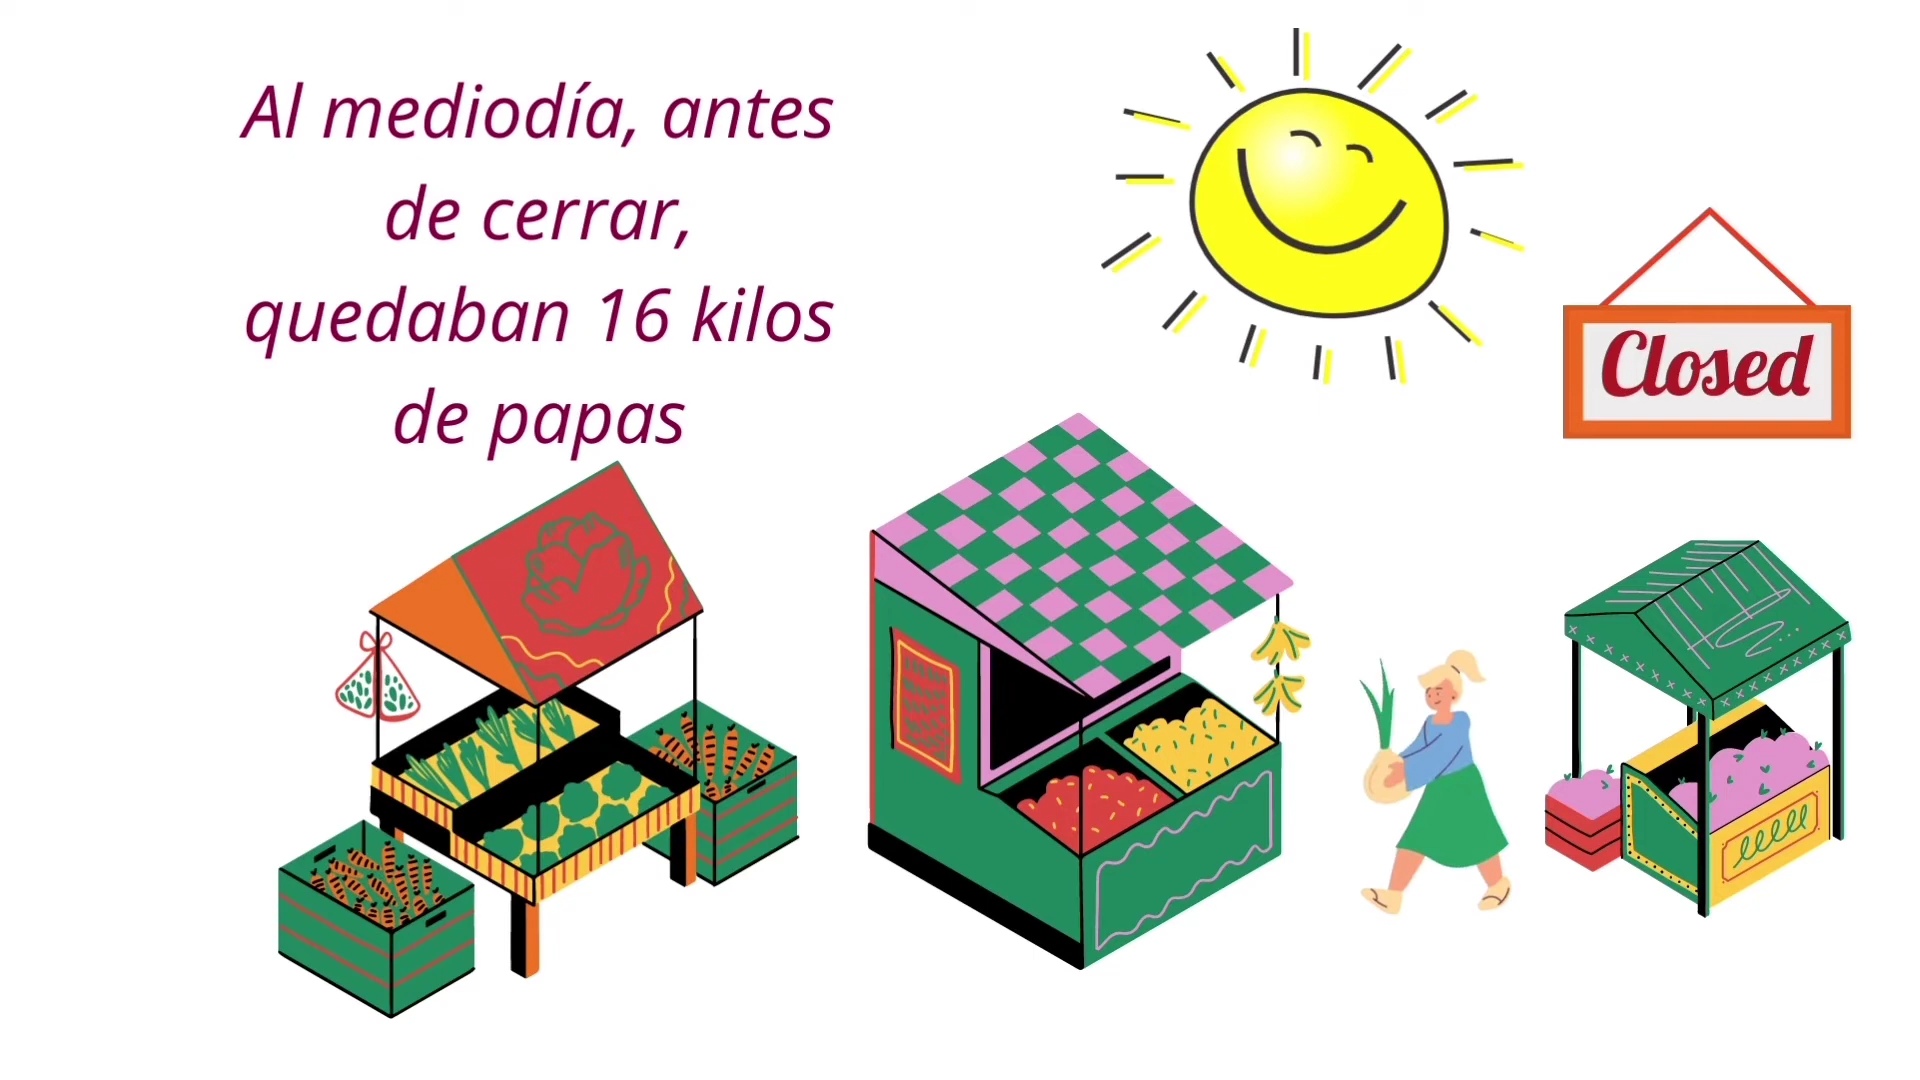 Al mediodía, antes
de cerrar,
quedaban 16 kilos
de papas
Closed